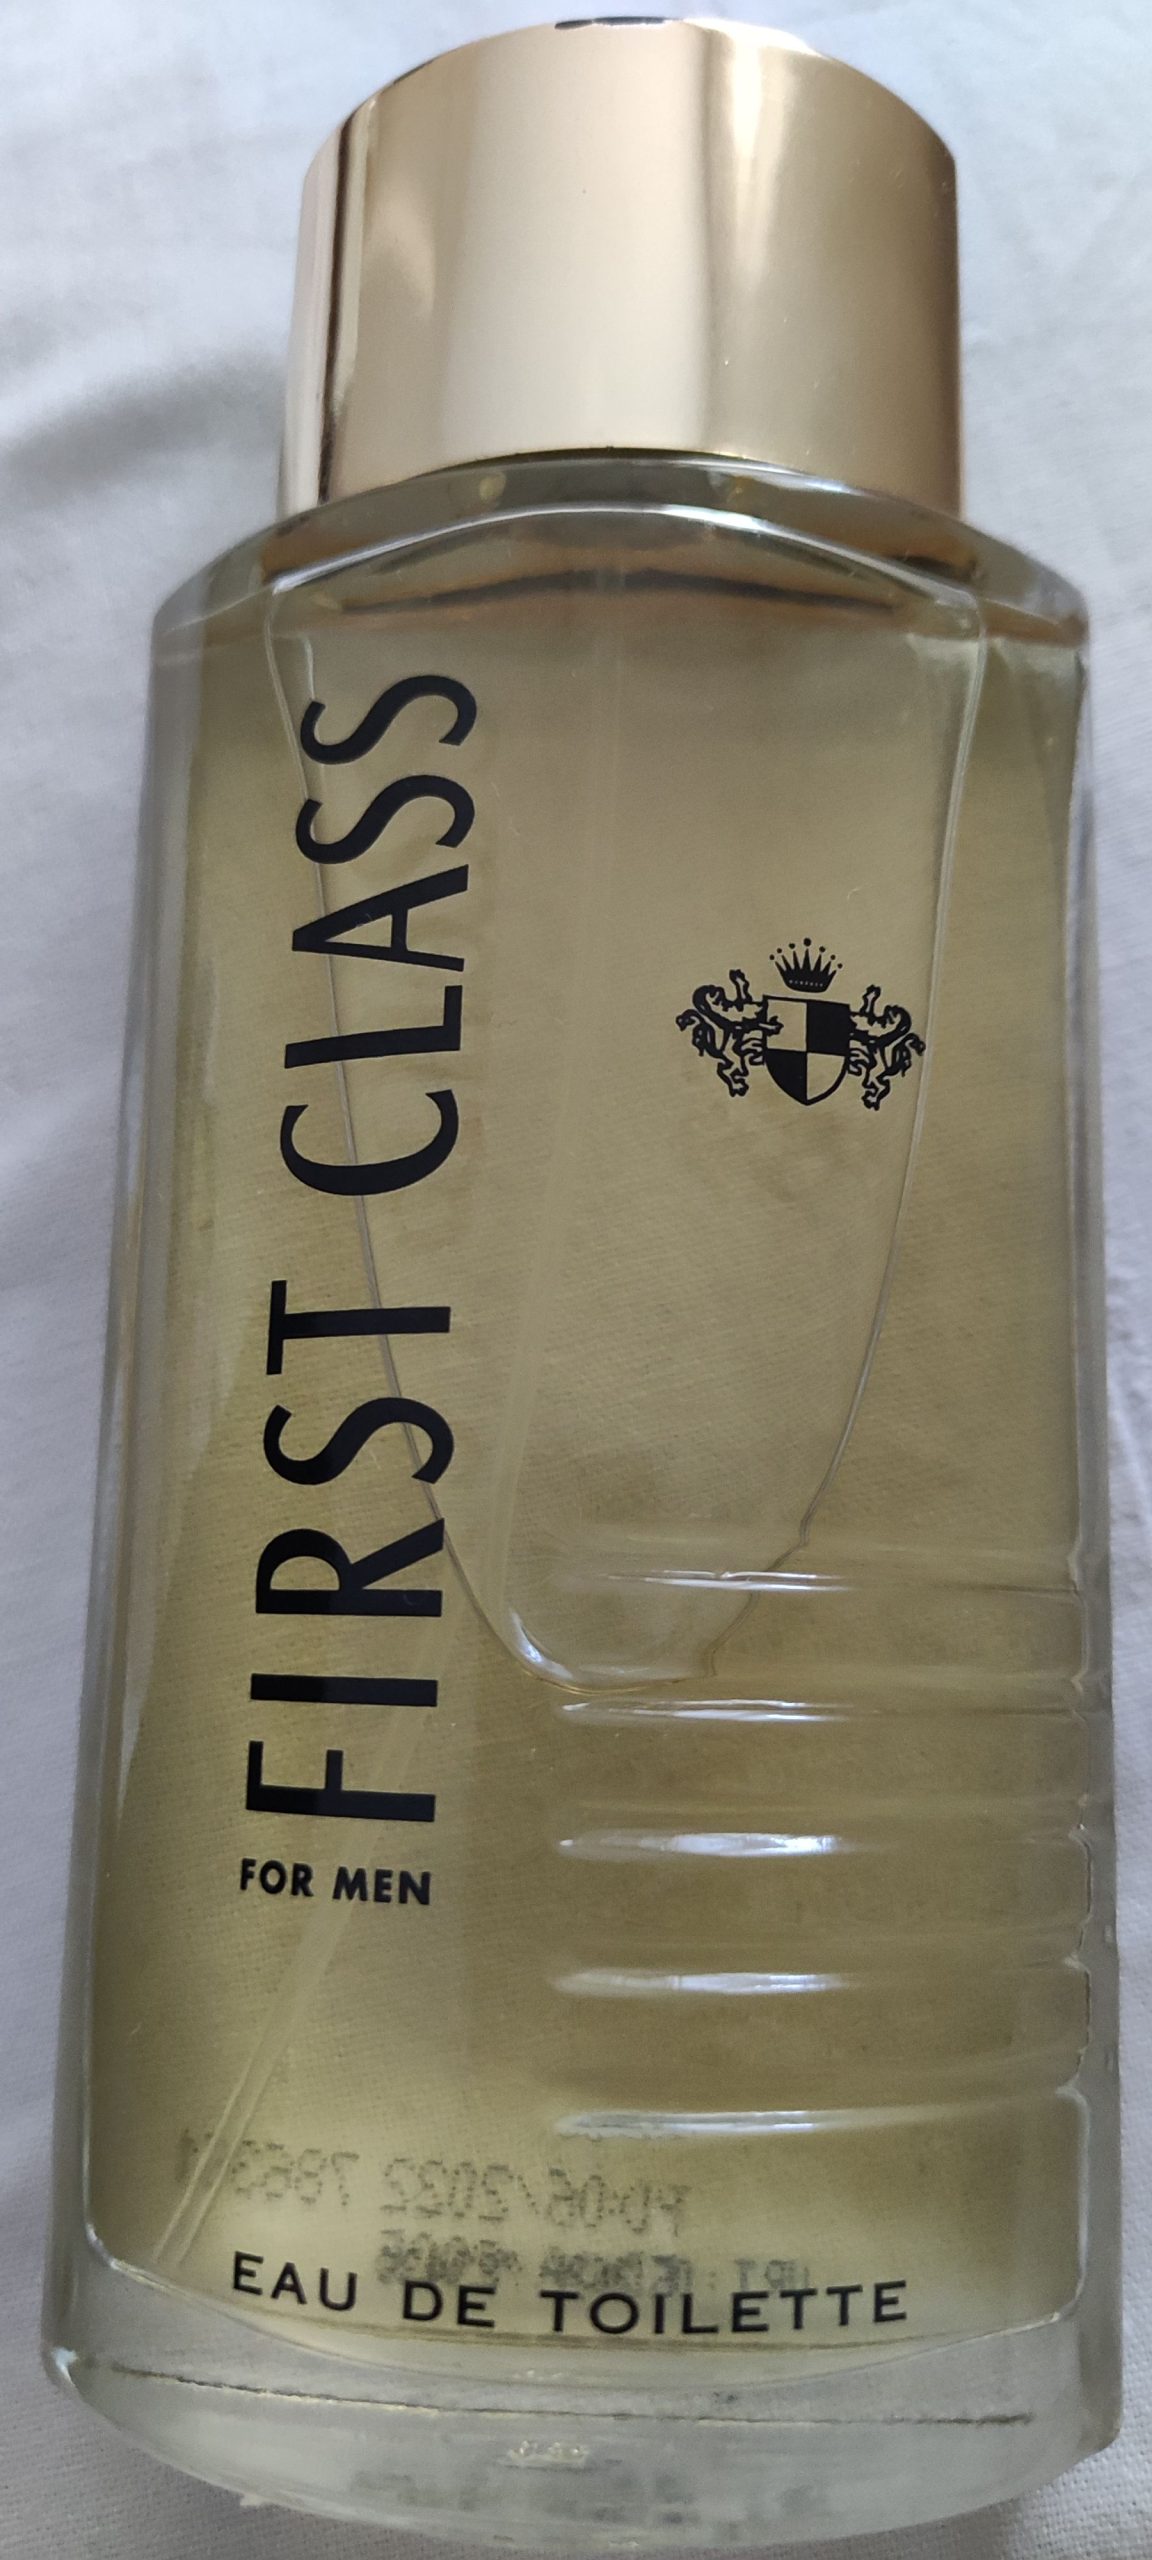 FIRST CLASS
FOR MEN
EAU DE TOILETTE